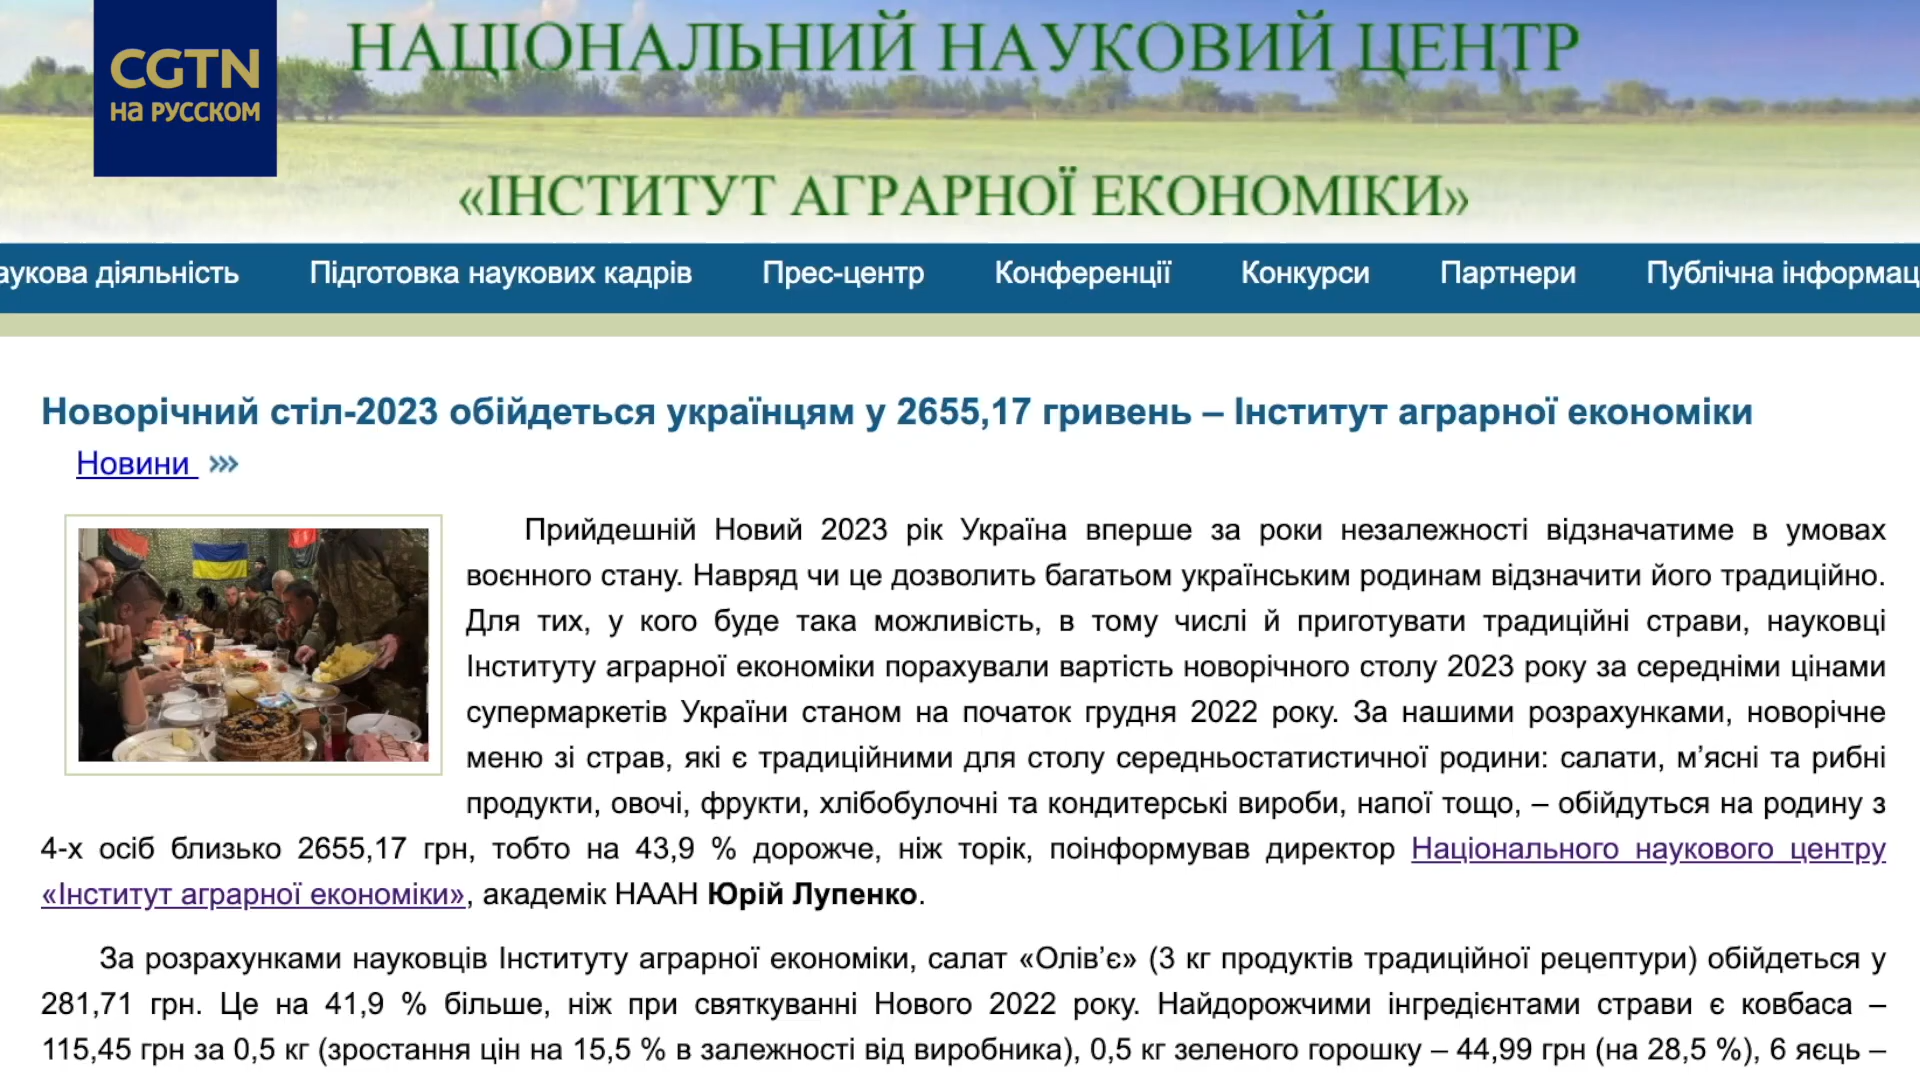 CGTN
на русском
НАЦІОНАЛЬНИЙ НАУКОВИЙ ЦЕНТР
«ІНСТИТУТ АГРАРНОЇ ЕКОНОМІКИ»
аукова діяльність Підготовка наукових кадрів Прес-центр Конференції Конкурси Партнери Публічна інформац
Новорічний стіл-2023 обійдеться українцям у 2655,17 гривень – Інститут аграрної економіки
Новини »»
Прийдешній Новий 2023 рік Україна вперше за роки незалежності відзначатиме в умовах
воєнного стану. Навряд чи це дозволить багатьом українським родинам відзначити його традиційно.
Для тих, у кого буде така можливість, в тому числі й приготувати традиційні страви, науковці
Інституту аграрної економіки порахували вартість новорічного столу 2023 року за середніми цінами
супермаркетів України станом на початок грудня 2022 року. За нашими розрахунками, новорічне
меню зі страв, які є традиційними для столу середньостатистичної родини: салати, м’ясні та рибні
продукти, овочі, фрукти, хлібобулочні та кондитерські вироби, напої тощо, – обійдуться на родину з
4-х осіб близько 2655,17 грн, тобто на 43,9 % дорожче, ніж торік, поінформував директор Національного наукового центру
«Інститут аграрної економіки», академік НААН Юрій Лупенко.
За розрахунками науковців Інституту аграрної економіки, салат «Олів’є» (3 кг продуктів традиційної рецептури) обійдеться у
281,71 грн. Це на 41,9 % більше, ніж при святкуванні Нового 2022 року. Найдорожчими інгредієнтами страви є ковбаса –
115,45 грн за 0,5 кг (зростання цін на 15,5 % в залежності від виробника), 0,5 кг зеленого горошку – 44,99 грн (на 28,5 %), 6 яєць –